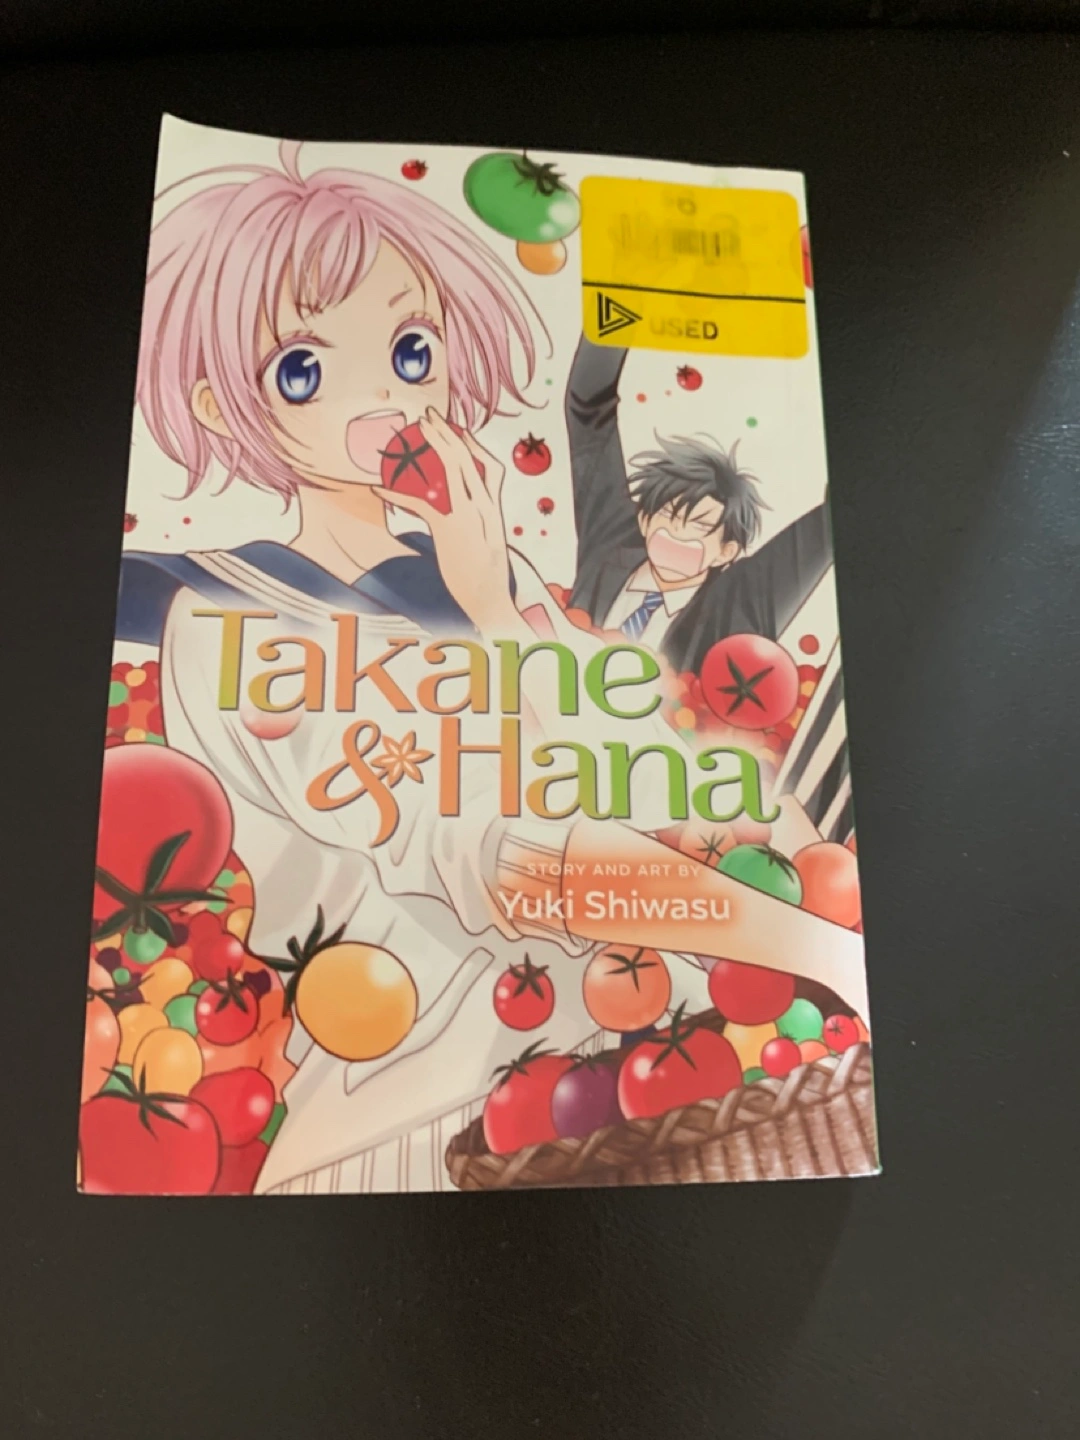 USED
Takane
& Hana
STORY AND ART BY
Yuki Shiwasu